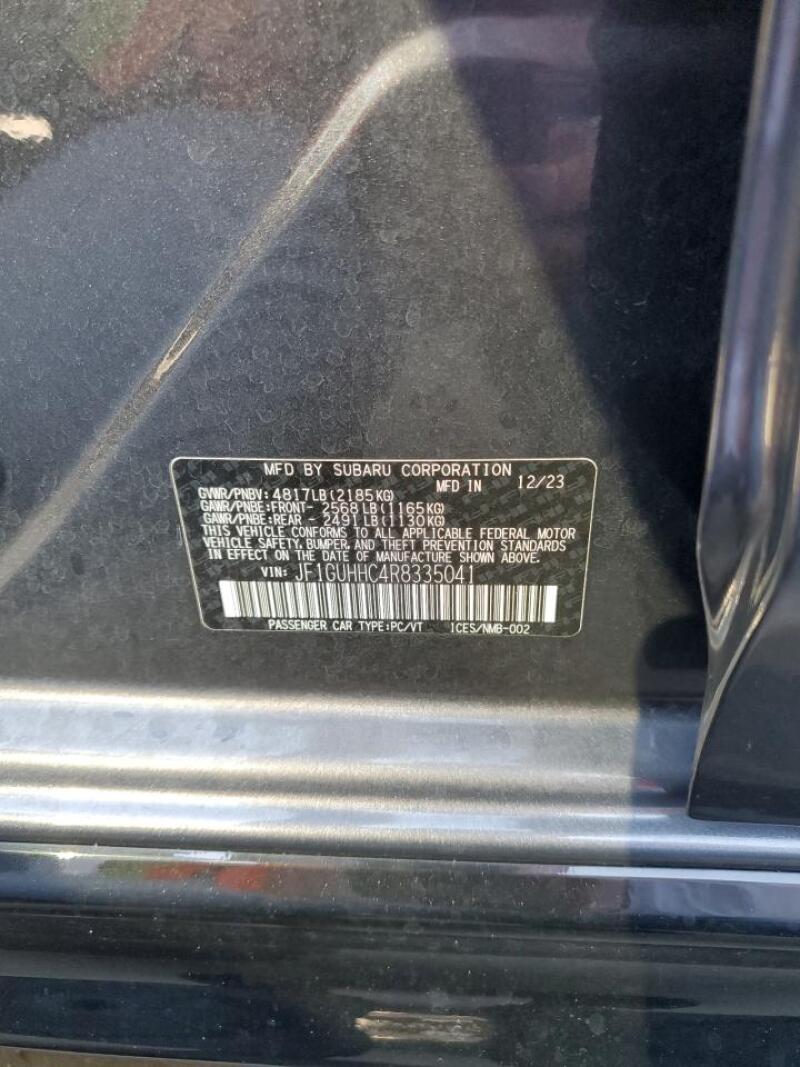 MFD BY SUBARU CORPORATION
MFD IN 12/23
GVWR/PNBV: 4817LB(2185KG)
GAWR/PNBE:FRONT- 2568LB(1165KG)
GAWR/PNBE:REAR - 2491LB(1130KG)
THIS VEHICLE CONFORMS TO ALL APPLICABLE FEDERAL MOTOR
VEHICLE SAFETY, BUMPER, AND THEFT PREVENTION STANDARDS
IN EFFECT ON THE DATE OF MANUFACTURE SHOWN ABOVE.
VIN: JF1GUHHC4R8335041
PASSENGER CAR TYPE:PC/VT ICES/NMB-002